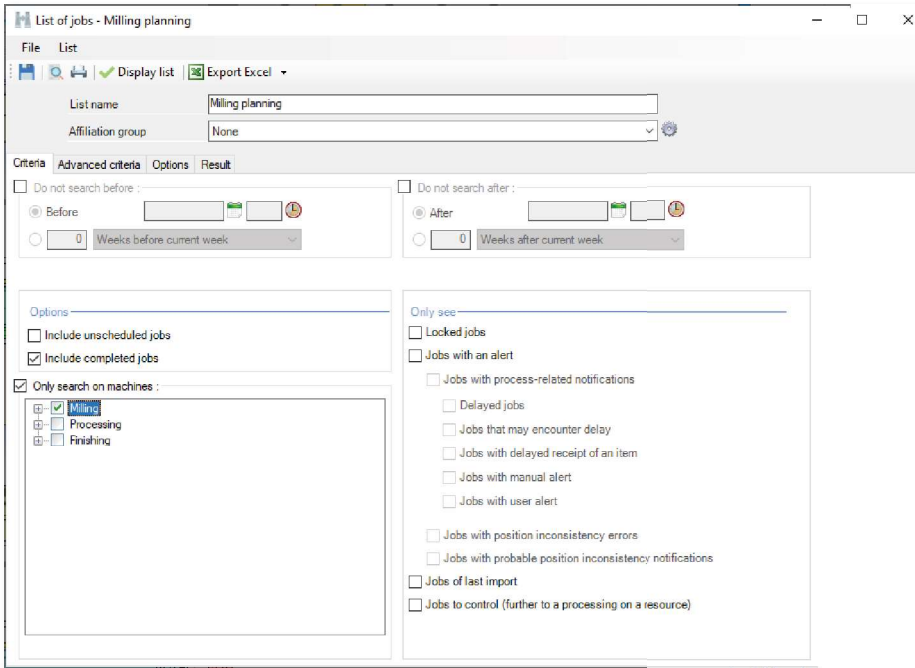 List of jobs - Milling planning
File List
Display list Export Excel
List name Milling planning
Affiliation group None
Criteria Advanced criteria Options Result
Do not search before :
Before
0 Weeks before current week
Do not search after :
After
0 Weeks after current week
Options
Include unscheduled jobs
Include completed jobs
Only search on machines :
Milling
Processing
Finishing
Only see
Locked jobs
Jobs with an alert
Jobs with process-related notifications
Delayed jobs
Jobs that may encounter delay
Jobs with delayed receipt of an item
Jobs with manual alert
Jobs with user alert
Jobs with position inconsistency errors
Jobs with probable position inconsistency notifications
Jobs of last import
Jobs to control (further to a processing on a resource)